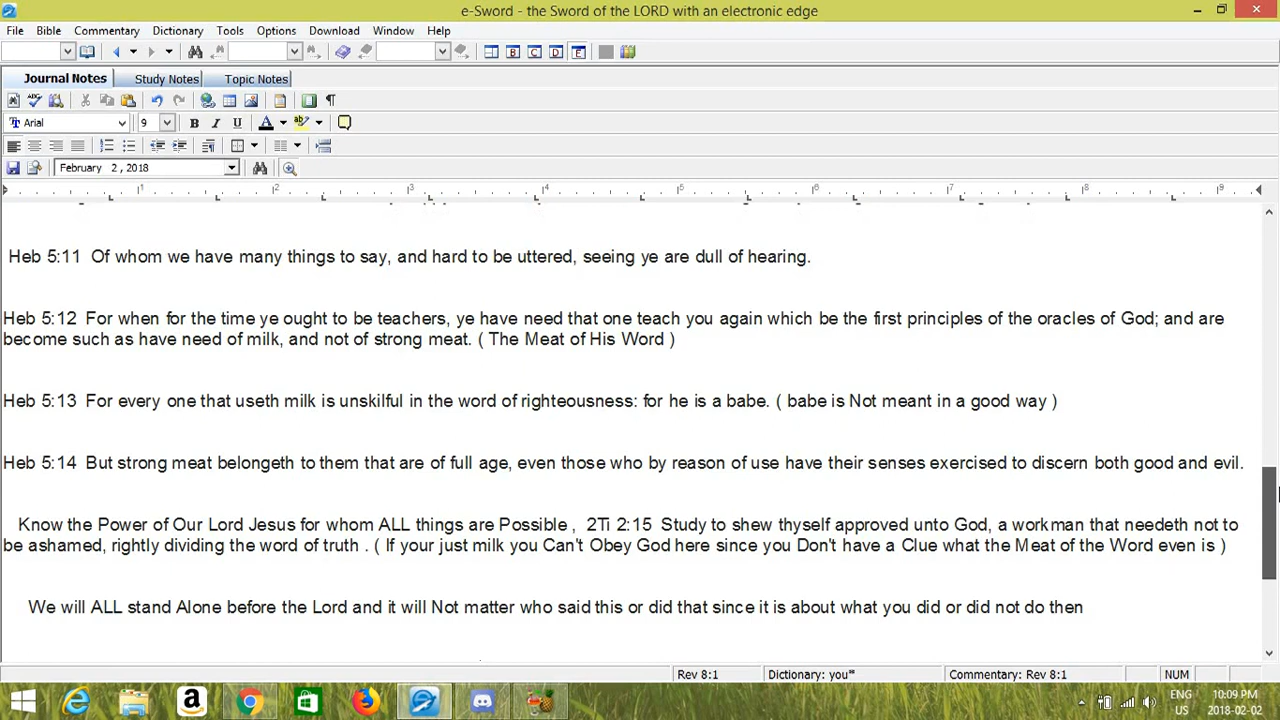 e-Sword - the Sword of the LORD with an electronic edge
File Bible Commentary Dictionary Tools Options Download Window Help
B C D E
Journal Notes Study Notes Topic Notes
ABC
Arial 9 B I U A ab
February 2 , 2018
1 2 3 4 5 6 7 8 9
Heb 5:11 Of whom we have many things to say, and hard to be uttered, seeing ye are dull of hearing.
Heb 5:12 For when for the time ye ought to be teachers, ye have need that one teach you again which be the first principles of the oracles of God; and are
become such as have need of milk, and not of strong meat. ( The Meat of His Word )
Heb 5:13 For every one that useth milk is unskilful in the word of righteousness: for he is a babe. ( babe is Not meant in a good way )
Heb 5:14 But strong meat belongeth to them that are of full age, even those who by reason of use have their senses exercised to discern both good and evil.
Know the Power of Our Lord Jesus for whom ALL things are Possible , 2Ti 2:15 Study to shew thyself approved unto God, a workman that needeth not to
be ashamed, rightly dividing the word of truth . ( If your just milk you Can't Obey God here since you Don't have a Clue what the Meat of the Word even is )
We will ALL stand Alone before the Lord and it will Not matter who said this or did that since it is about what you did or did not do then
Rev 8:1 Dictionary: you* Commentary: Rev 8:1 NUM
ENG 10:09 PM
US 2018-02-02